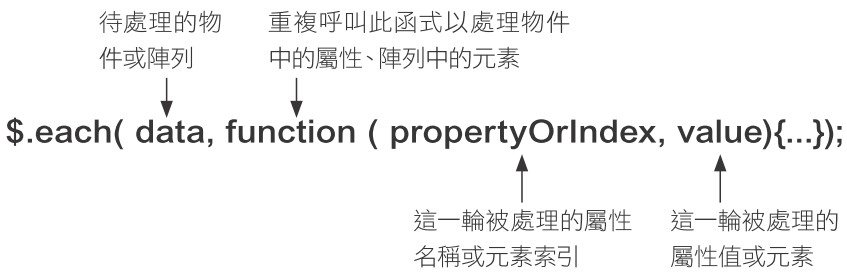 待處理的物
件或陣列
重複呼叫此函式以處理物件
中的屬性、陣列中的元素
$.each( data, function ( propertyOrIndex, value){...});
這一輪被處理的屬性
名稱或元素索引
這一輪被處理的
屬性值或元素